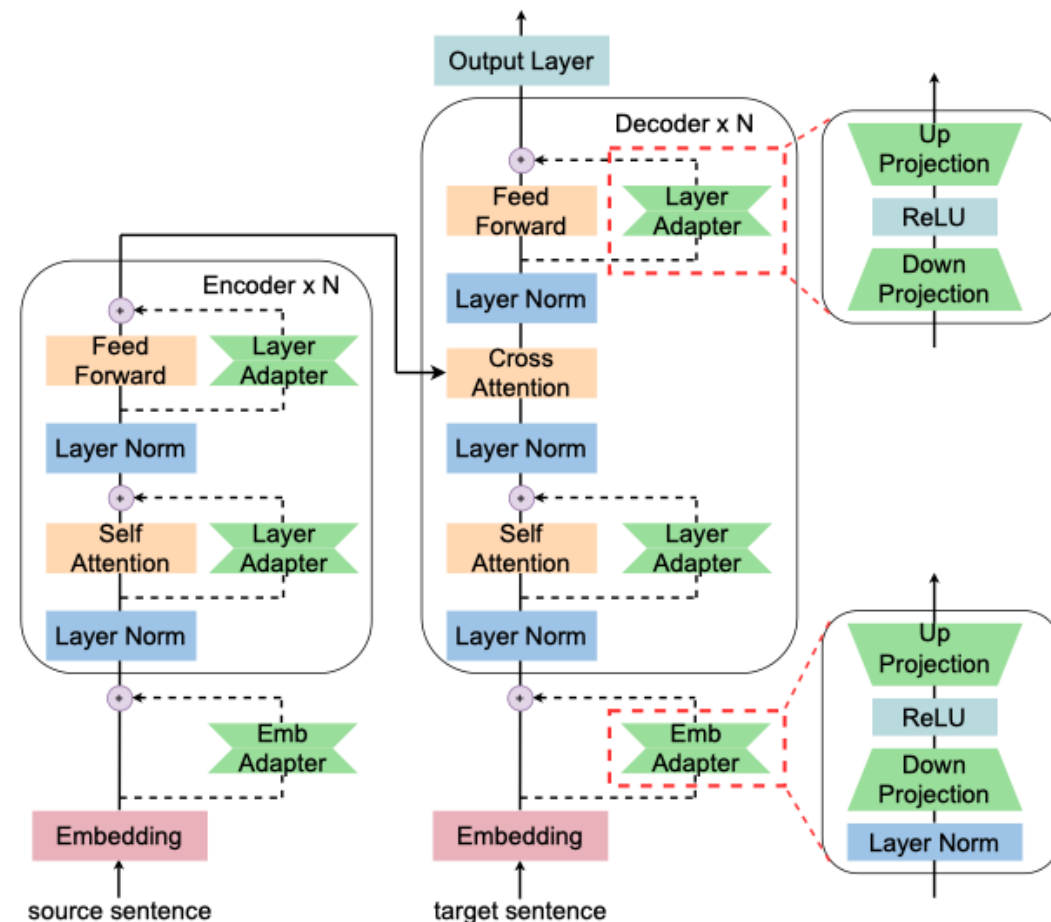 Output Layer
Decoder x N
Feed
Forward
Layer
Adapter
Layer Norm
Cross
Attention
Layer Norm
Self
Attention
Layer
Adapter
Layer Norm
Emb
Adapter
Embedding
target sentence
Encoder x N
Feed
Forward
Layer
Adapter
Layer Norm
Self
Attention
Layer
Adapter
Layer Norm
Emb
Adapter
Embedding
source sentence
Up
Projection
ReLU
Down
Projection
Up
Projection
ReLU
Down
Projection
Layer Norm